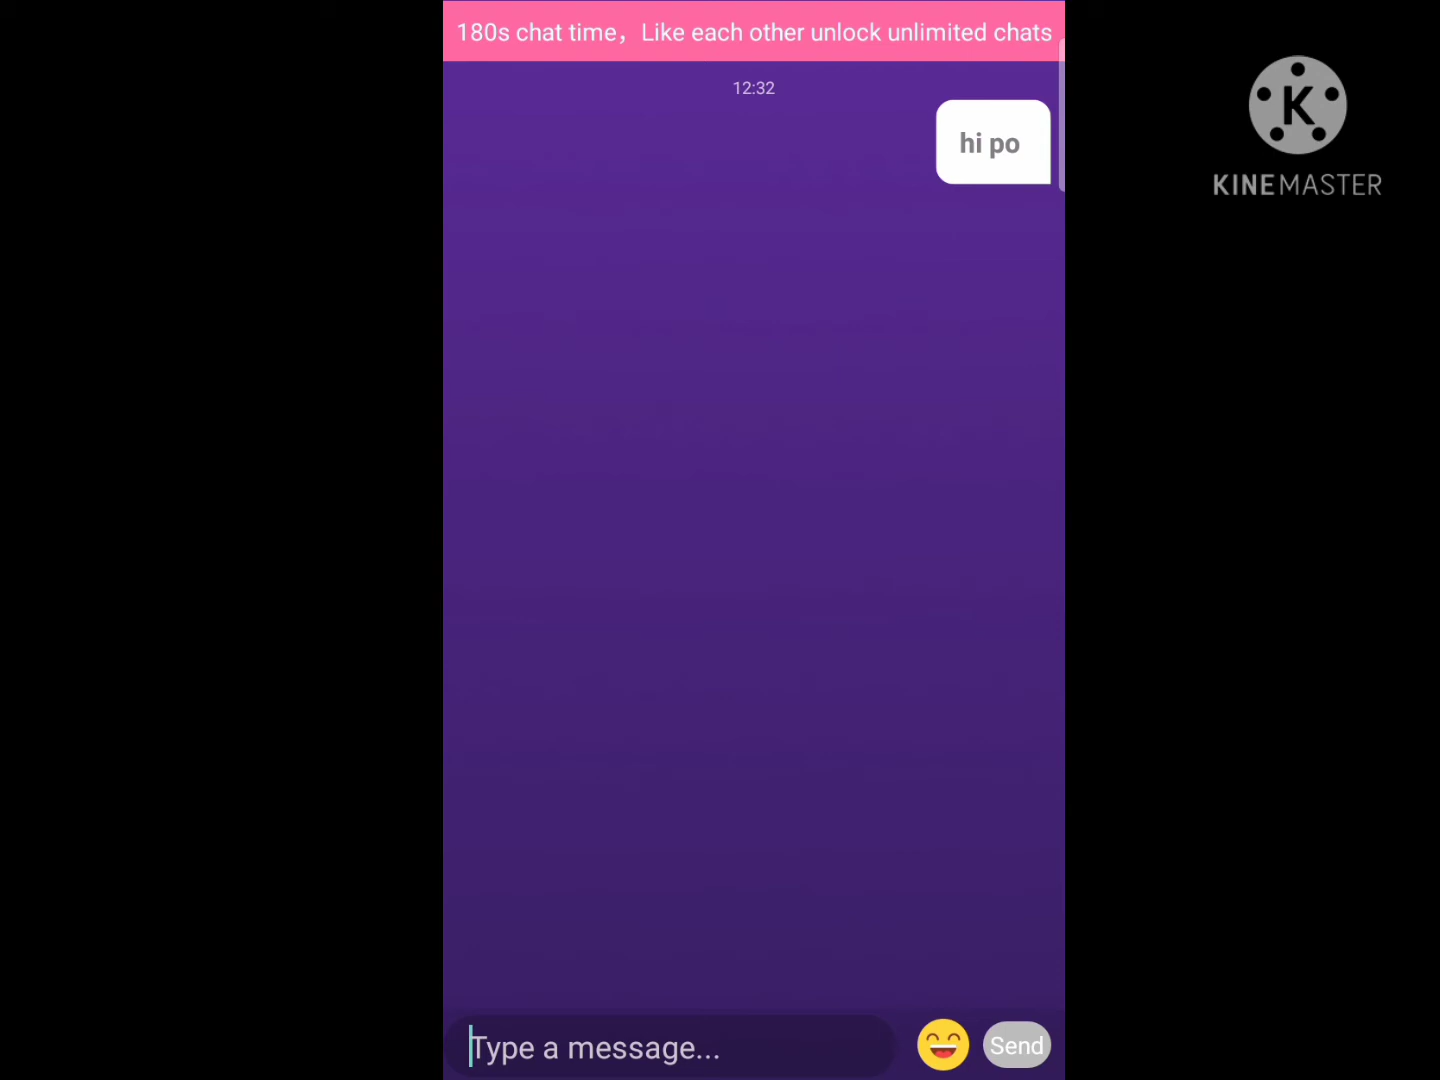 180s chat time，Like each other unlock unlimited chats
12:32
hi po
K
KINEMASTER
Type a message...
Send